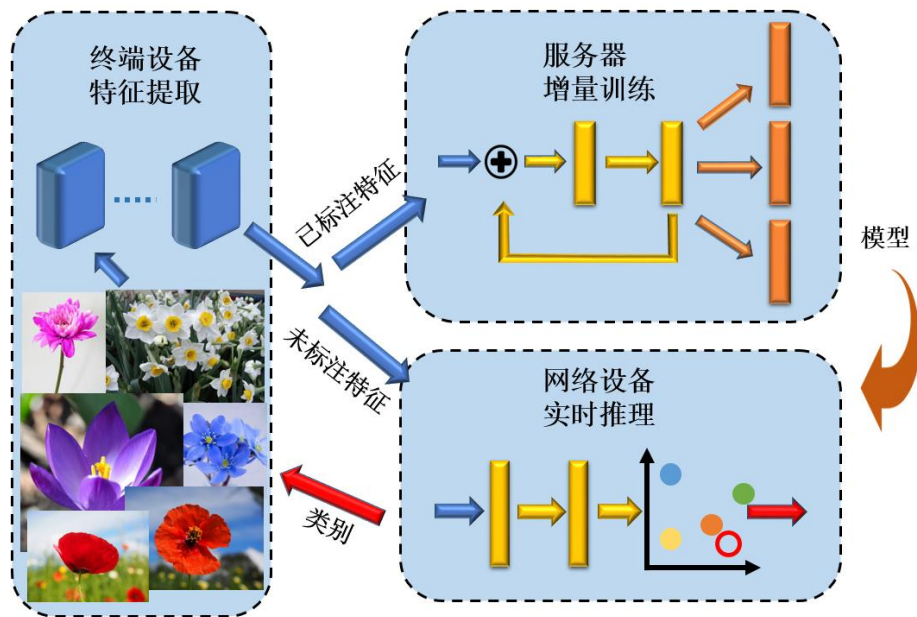 终端设备
特征提取
服务器
增量训练
已标注特征
模型
未标注特征
网络设备
实时推理
类别